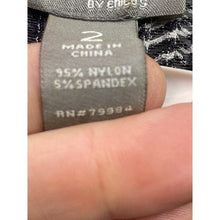 2
MADE IN
CHINA
95% NYLON
5% SPANDEX
RN#79984